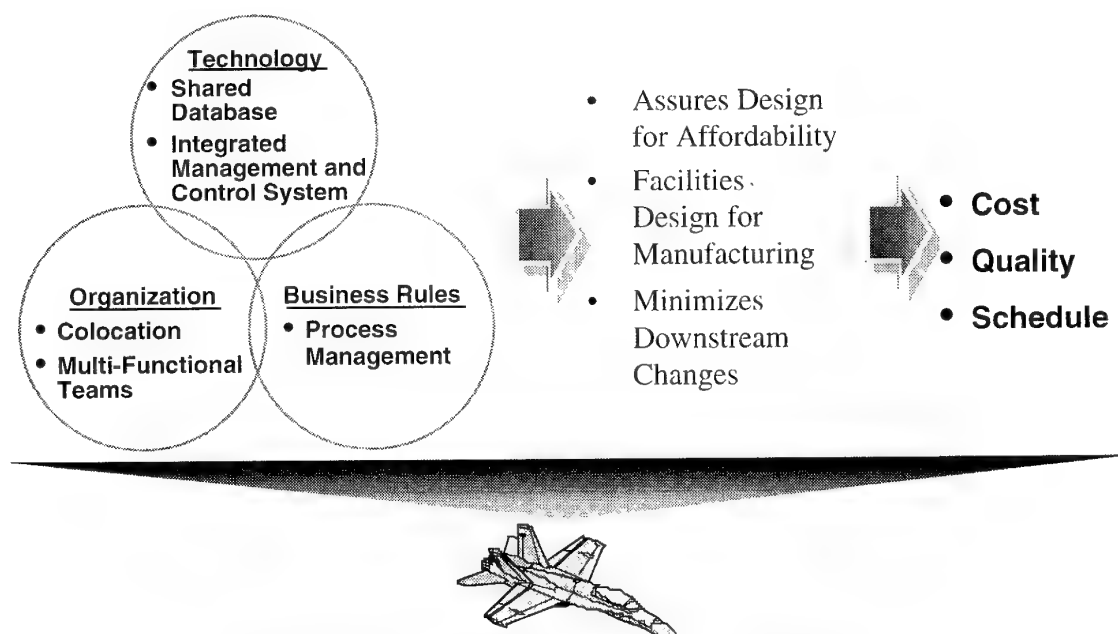 Technology
• Shared
Database
• Integrated
Management and
Control System
Organization
• Colocation
• Multi-Functional
Teams
Business Rules
• Process
Management
• Assures Design
for Affordability
• Facilities
Design for
Manufacturing
• Minimizes
Downstream
Changes
• Cost
• Quality
• Schedule